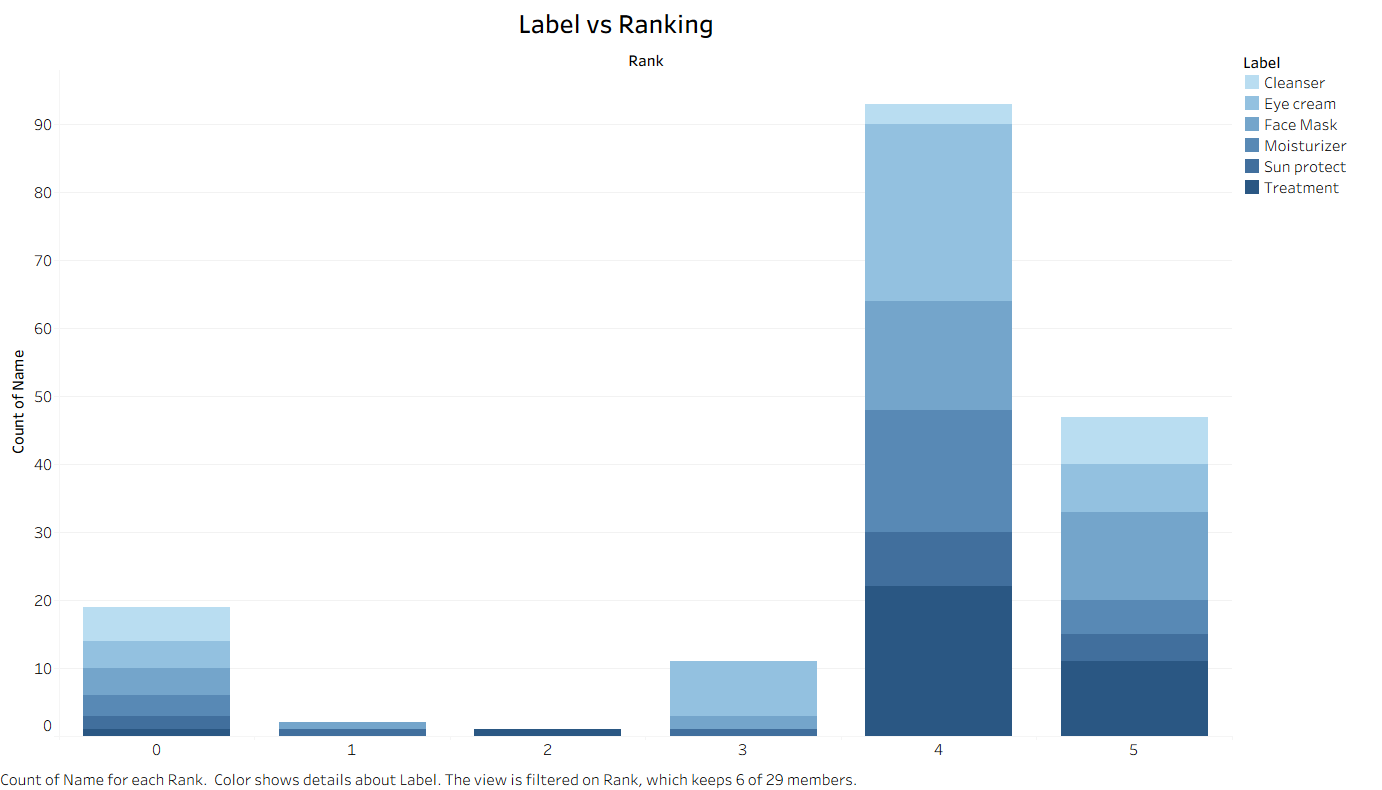 Label vs Ranking
Rank
Label
Cleanser
Eye cream
Face Mask
Moisturizer
Sun protect
Treatment
Count of Name
90
80
70
60
50
40
30
20
10
0
0 1 2 3 4 5
Count of Name for each Rank.  Color shows details about Label. The view is filtered on Rank, which keeps 6 of 29 members.